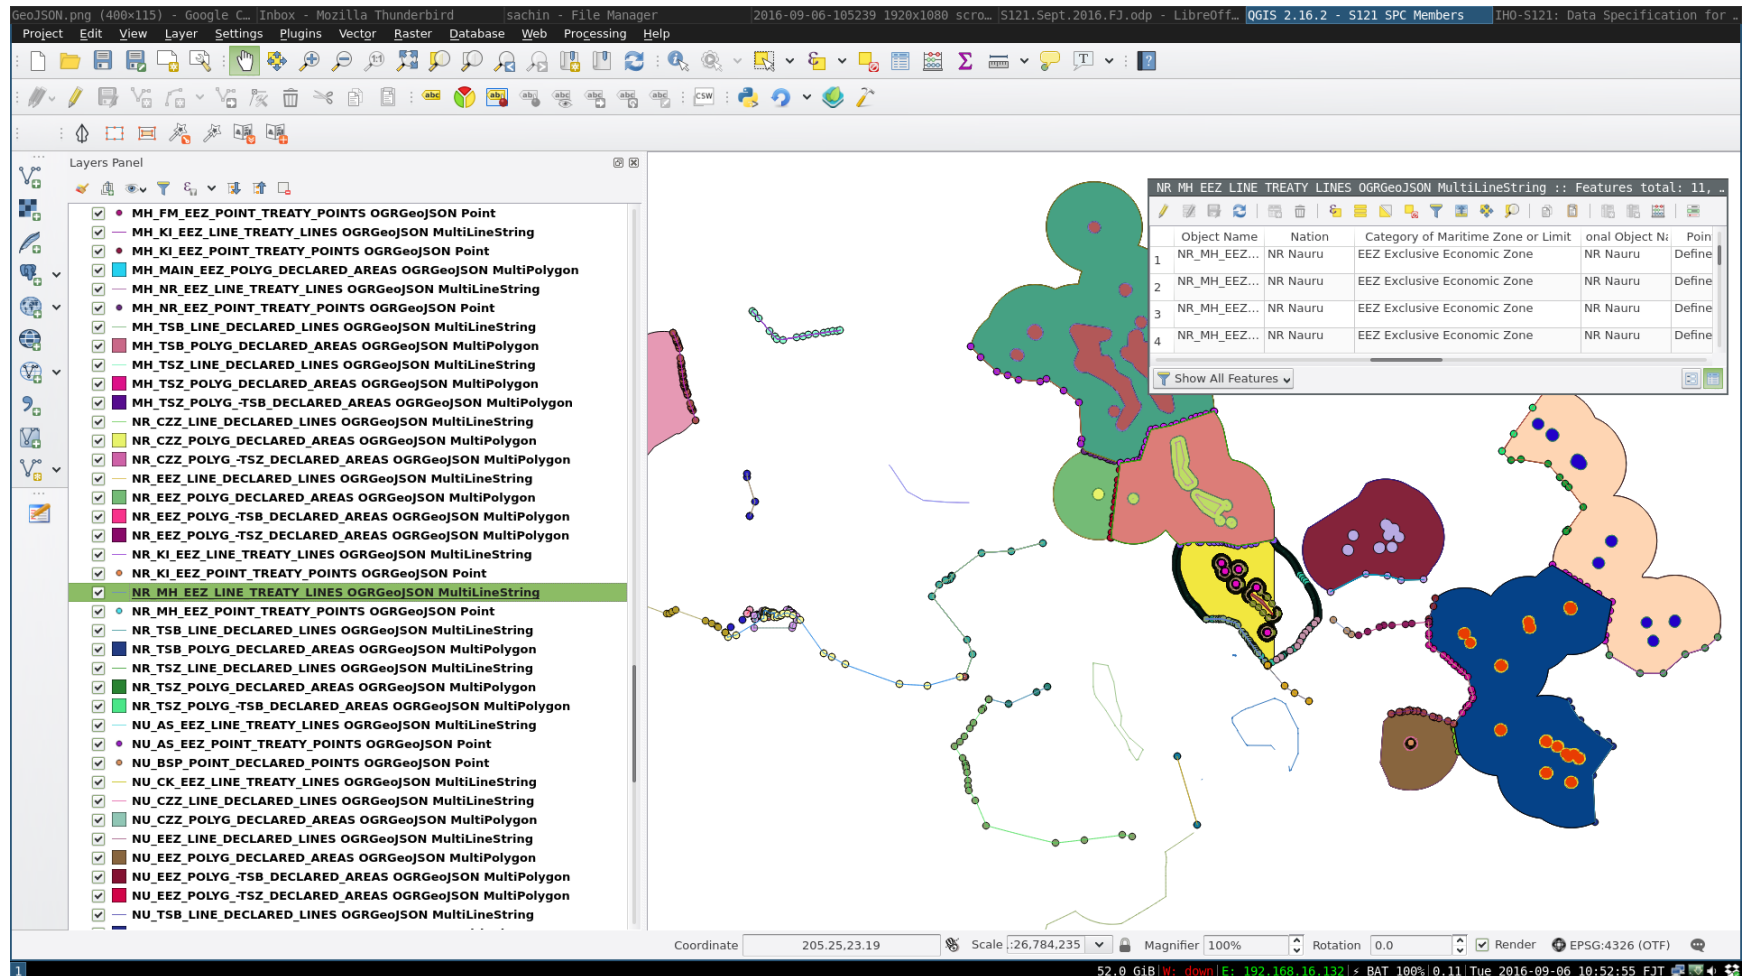 GeoJSON.png (400×115) - Google C… Inbox - Mozilla Thunderbird sachin - File Manager 2016-09-06-105239 1920x1080 scro… S121.Sept.2016.FJ.odp - LibreOff… QGIS 2.16.2 - S121 SPC Members IHO-S121: Data Specification for …
Project Edit View Layer Settings Plugins Vector Raster Database Web Processing Help
abc abc abc abc abc abc abc CSW
Layers Panel
MH_FM_EEZ_POINT_TREATY_POINTS OGRGeoJSON Point
MH_KI_EEZ_LINE_TREATY_LINES OGRGeoJSON MultiLineString
MH_KI_EEZ_POINT_TREATY_POINTS OGRGeoJSON Point
MH_MAIN_EEZ_POLYG_DECLARED_AREAS OGRGeoJSON MultiPolygon
MH_NR_EEZ_LINE_TREATY_LINES OGRGeoJSON MultiLineString
MH_NR_EEZ_POINT_TREATY_POINTS OGRGeoJSON Point
MH_TSB_LINE_DECLARED_LINES OGRGeoJSON MultiLineString
MH_TSB_POLYG_DECLARED_AREAS OGRGeoJSON MultiPolygon
MH_TSZ_LINE_DECLARED_LINES OGRGeoJSON MultiLineString
MH_TSZ_POLYG_DECLARED_AREAS OGRGeoJSON MultiPolygon
MH_TSZ_POLYG_-TSB_DECLARED_AREAS OGRGeoJSON MultiPolygon
NR_CZZ_LINE_DECLARED_LINES OGRGeoJSON MultiLineString
NR_CZZ_POLYG_DECLARED_AREAS OGRGeoJSON MultiPolygon
NR_CZZ_POLYG_-TSZ_DECLARED_AREAS OGRGeoJSON MultiPolygon
NR_EEZ_LINE_DECLARED_LINES OGRGeoJSON MultiLineString
NR_EEZ_POLYG_DECLARED_AREAS OGRGeoJSON MultiPolygon
NR_EEZ_POLYG_-TSB_DECLARED_AREAS OGRGeoJSON MultiPolygon
NR_EEZ_POLYG_-TSZ_DECLARED_AREAS OGRGeoJSON MultiPolygon
NR_KI_EEZ_LINE_TREATY_LINES OGRGeoJSON MultiLineString
NR_KI_EEZ_POINT_TREATY_POINTS OGRGeoJSON Point
NR_MH_EEZ_LINE_TREATY_LINES OGRGeoJSON MultiLineString
NR_MH_EEZ_POINT_TREATY_POINTS OGRGeoJSON Point
NR_TSB_LINE_DECLARED_LINES OGRGeoJSON MultiLineString
NR_TSB_POLYG_DECLARED_AREAS OGRGeoJSON MultiPolygon
NR_TSZ_LINE_DECLARED_LINES OGRGeoJSON MultiLineString
NR_TSZ_POLYG_DECLARED_AREAS OGRGeoJSON MultiPolygon
NR_TSZ_POLYG_-TSB_DECLARED_AREAS OGRGeoJSON MultiPolygon
NU_AS_EEZ_LINE_TREATY_LINES OGRGeoJSON MultiLineString
NU_AS_EEZ_POINT_TREATY_POINTS OGRGeoJSON Point
NU_BSP_POINT_DECLARED_POINTS OGRGeoJSON Point
NU_CK_EEZ_LINE_TREATY_LINES OGRGeoJSON MultiLineString
NU_CZZ_LINE_DECLARED_LINES OGRGeoJSON MultiLineString
NU_CZZ_POLYG_DECLARED_AREAS OGRGeoJSON MultiPolygon
NU_EEZ_LINE_DECLARED_LINES OGRGeoJSON MultiLineString
NU_EEZ_POLYG_DECLARED_AREAS OGRGeoJSON MultiPolygon
NU_EEZ_POLYG_-TSB_DECLARED_AREAS OGRGeoJSON MultiPolygon
NU_EEZ_POLYG_-TSZ_DECLARED_AREAS OGRGeoJSON MultiPolygon
NU_TSB_LINE_DECLARED_LINES OGRGeoJSON MultiLineString
NR MH EEZ LINE TREATY LINES OGRGeoJSON MultiLineString :: Features total: 11, …
Object Name Nation Category of Maritime Zone or Limit onal Object Na Poin
1 NR_MH_EEZ... NR Nauru EEZ Exclusive Economic Zone NR Nauru Define
2 NR_MH_EEZ... NR Nauru EEZ Exclusive Economic Zone NR Nauru Define
3 NR_MH_EEZ... NR Nauru EEZ Exclusive Economic Zone NR Nauru Define
4 NR_MH_EEZ... NR Nauru EEZ Exclusive Economic Zone NR Nauru Define
Show All Features
Coordinate 205.25,23.19 Scale .:26,784,235 Magnifier 100% Rotation 0.0 Render EPSG:4326 (OTF)
1 52.0 GiB W: down E: 192.168.16.132 ⚡ BAT 100% 0.11 Tue 2016-09-06 10:52:55 FJT